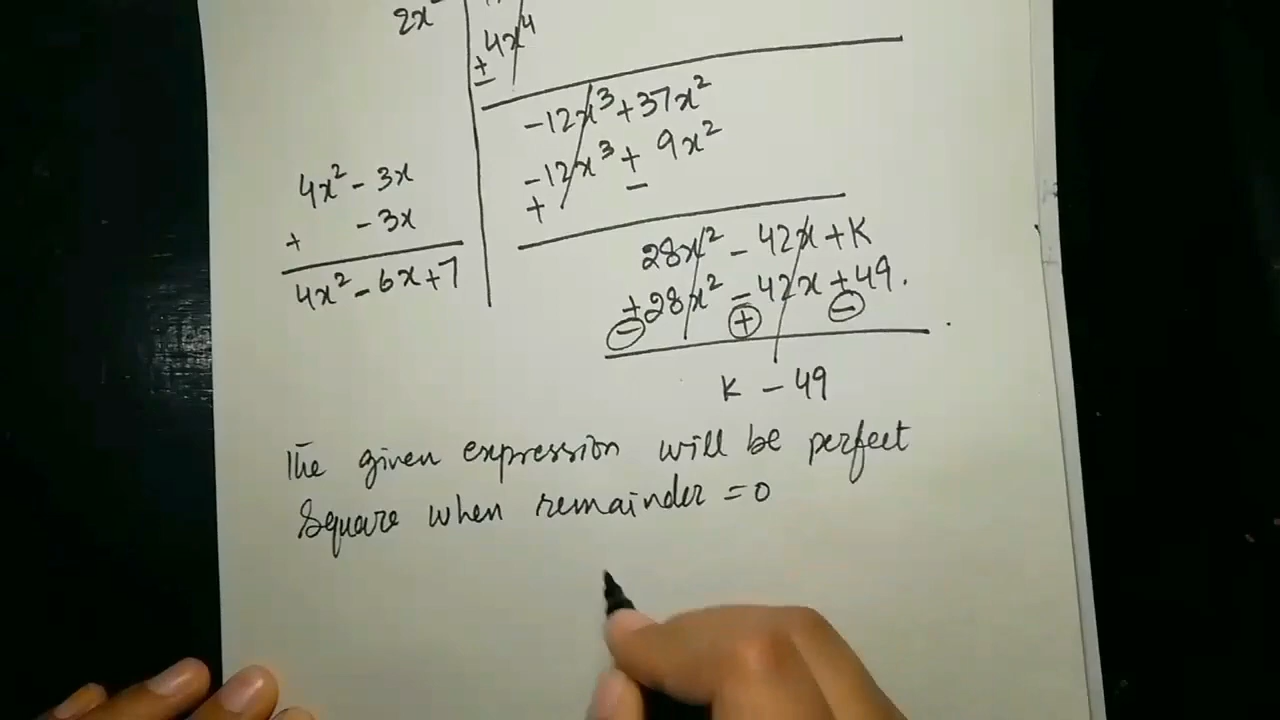 2x²
4x⁴
+
−
-12x³ + 37x²
-12x³ + 9x²
+ −
4x² - 3x
+ - 3x
4x² - 6x + 7
28x² - 42x + K
+28x² - 42x + 49.
− + −
K - 49
The given expression will be perfect
Square when remainder = 0